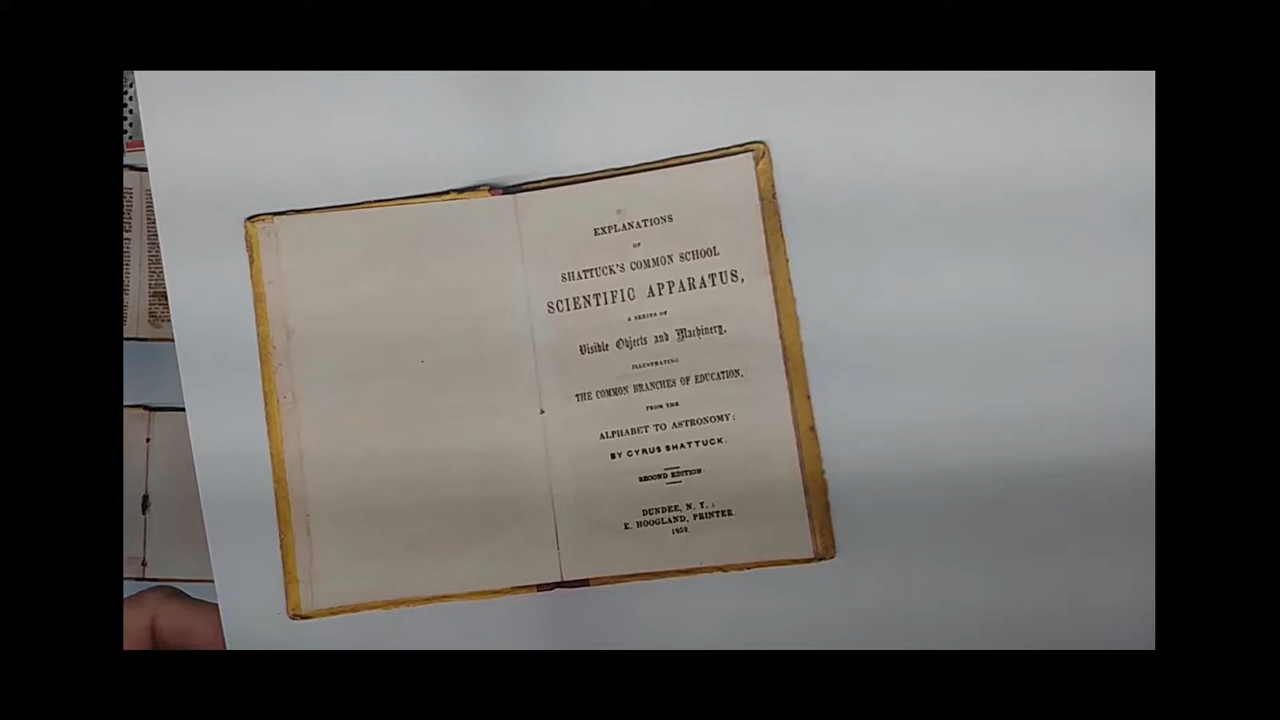 EXPLANATIONS
OF
SHATTUCK'S COMMON SCHOOL
SCIENTIFIC APPARATUS,
A SERIES OF
Visible Objects and Machinery,
ILLUSTRATING
THE COMMON BRANCHES OF EDUCATION,
FROM THE
ALPHABET TO ASTRONOMY:
BY CYRUS SHATTUCK.
SECOND EDITION:
DUNDEE, N. Y.:
E. HOOGLAND, PRINTER
1859.